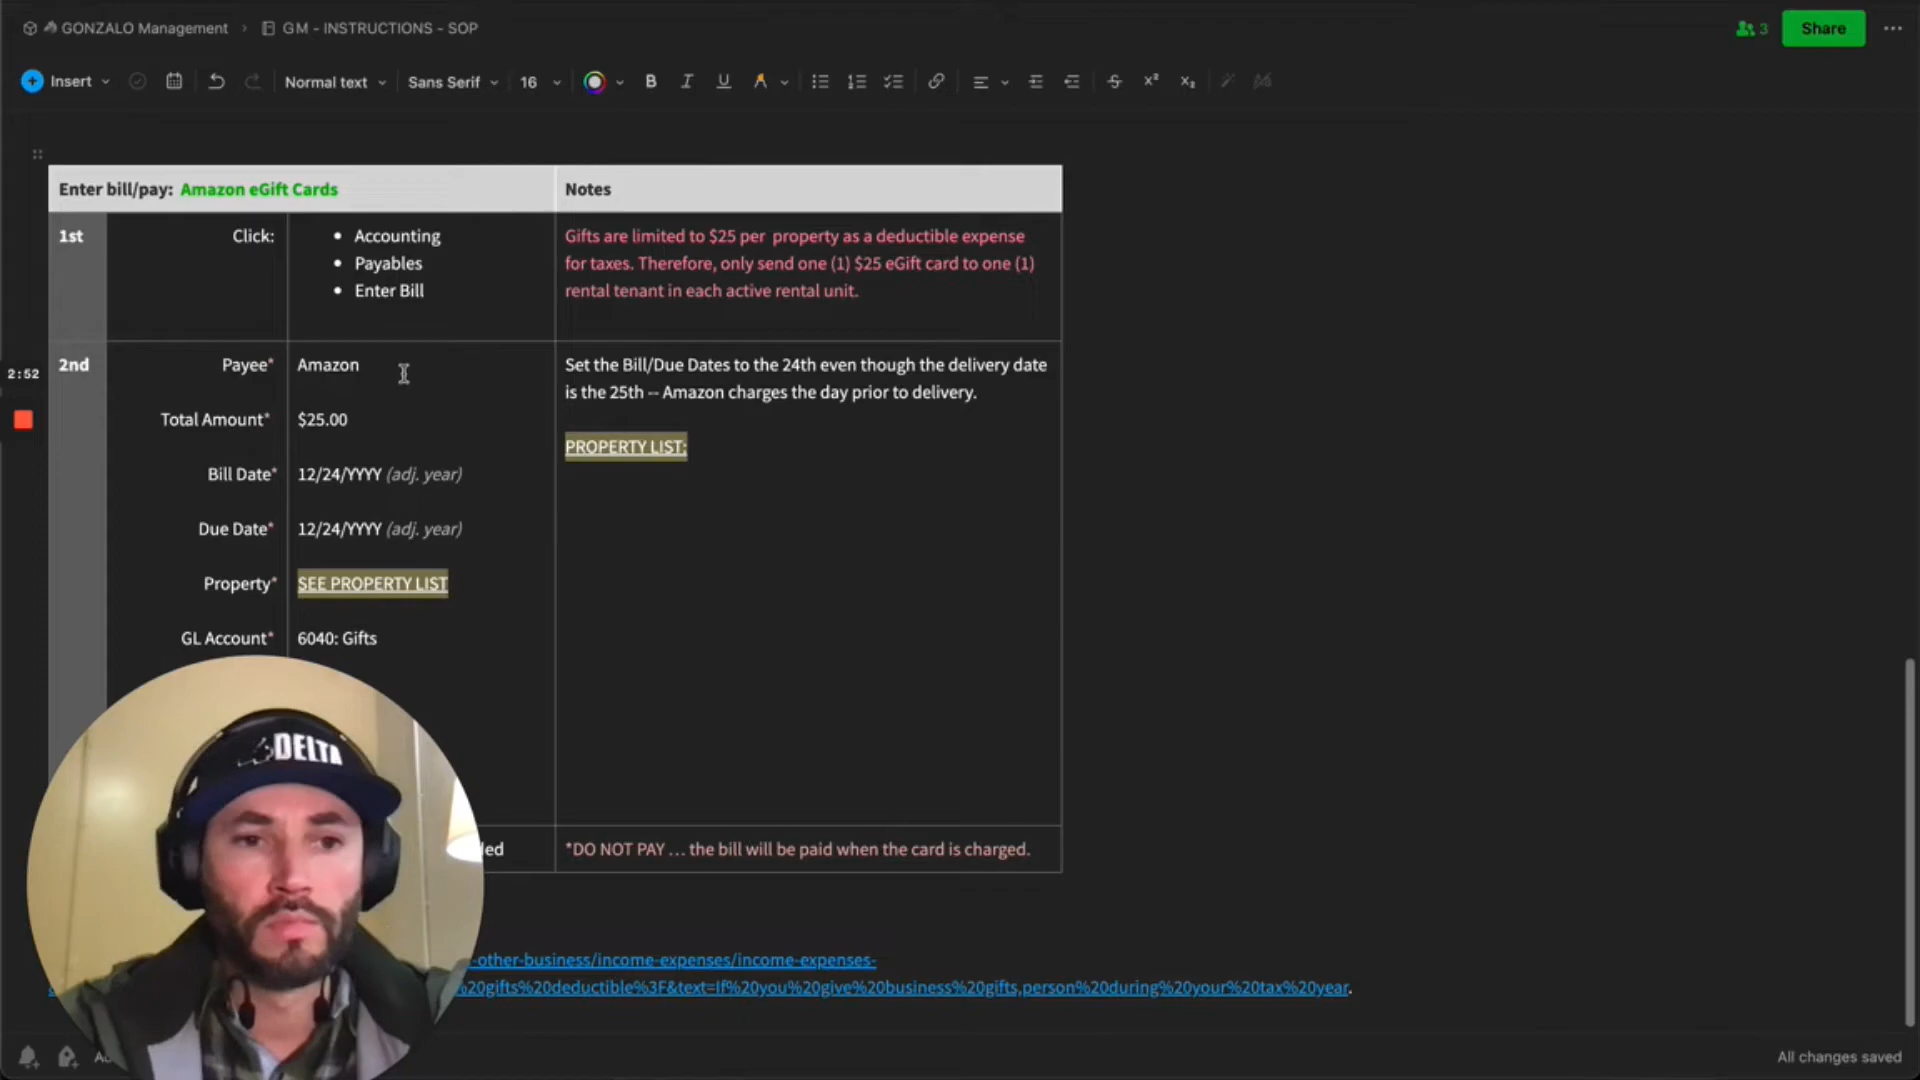 GONZALO Management › GM - INSTRUCTIONS - SOP
3
Share
Insert
Normal text
Sans Serif
16
B I U A
Enter bill/pay: Amazon eGift Cards
Notes
1st
Click:
• Accounting
• Payables
• Enter Bill
Gifts are limited to $25 per property as a deductible expense
for taxes. Therefore, only send one (1) $25 eGift card to one (1)
rental tenant in each active rental unit.
2:52
2nd
Payee* Amazon
Total Amount* $25.00
Bill Date* 12/24/YYYY (adj. year)
Due Date* 12/24/YYYY (adj. year)
Property* SEE PROPERTY LIST
GL Account* 6040: Gifts
Set the Bill/Due Dates to the 24th even though the delivery date
is the 25th -- Amazon charges the day prior to delivery.
PROPERTY LIST:
DELTA
*DO NOT PAY … the bill will be paid when the card is charged.
-other-business/income-expenses/income-expenses-
%20gifts%20deductible%3F&text=If%20you%20give%20business%20gifts,person%20during%20your%20tax%20year.
All changes saved